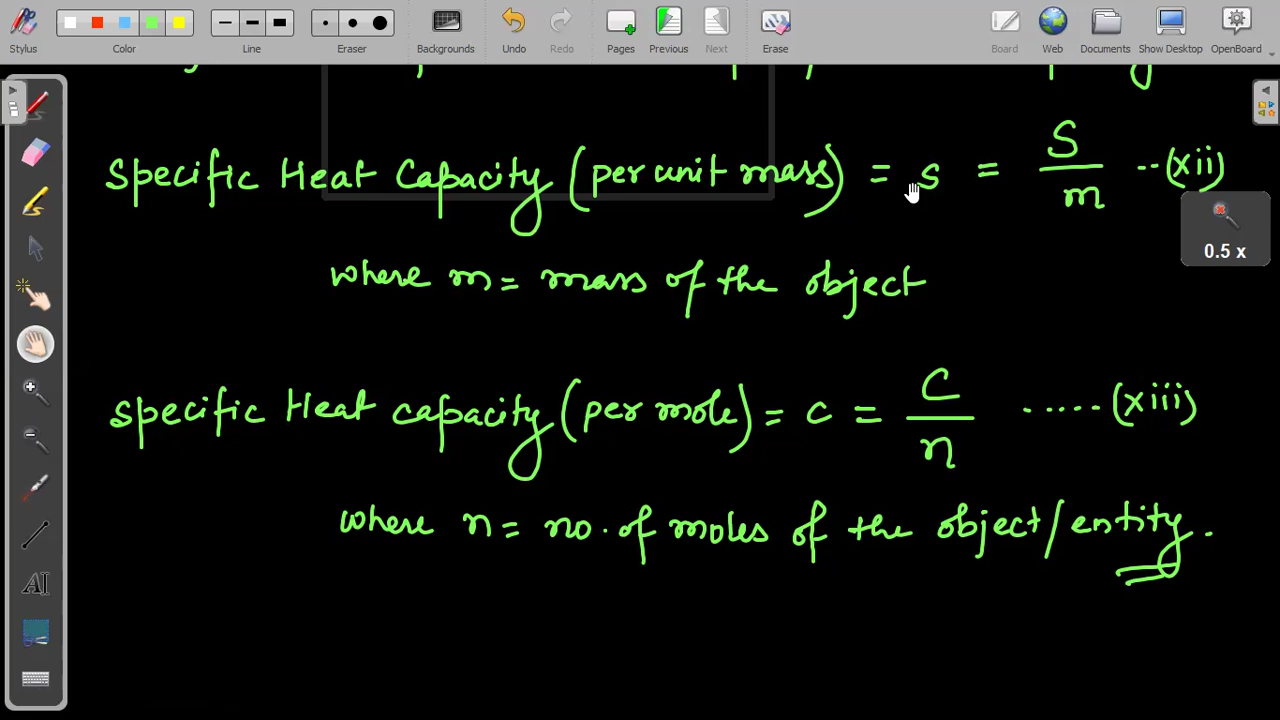 Stylus Color Line Eraser Backgrounds Undo Redo Pages Previous Next Erase Board Web Documents Show Desktop OpenBoard
Specific Heat Capacity (per unit mass) = s = S/m ..(xii)
0.5 x
where m = mass of the object
specific Heat capacity (per mole) = c = C/n .....(xiii)
where n = no. of moles of the object/entity.
AI